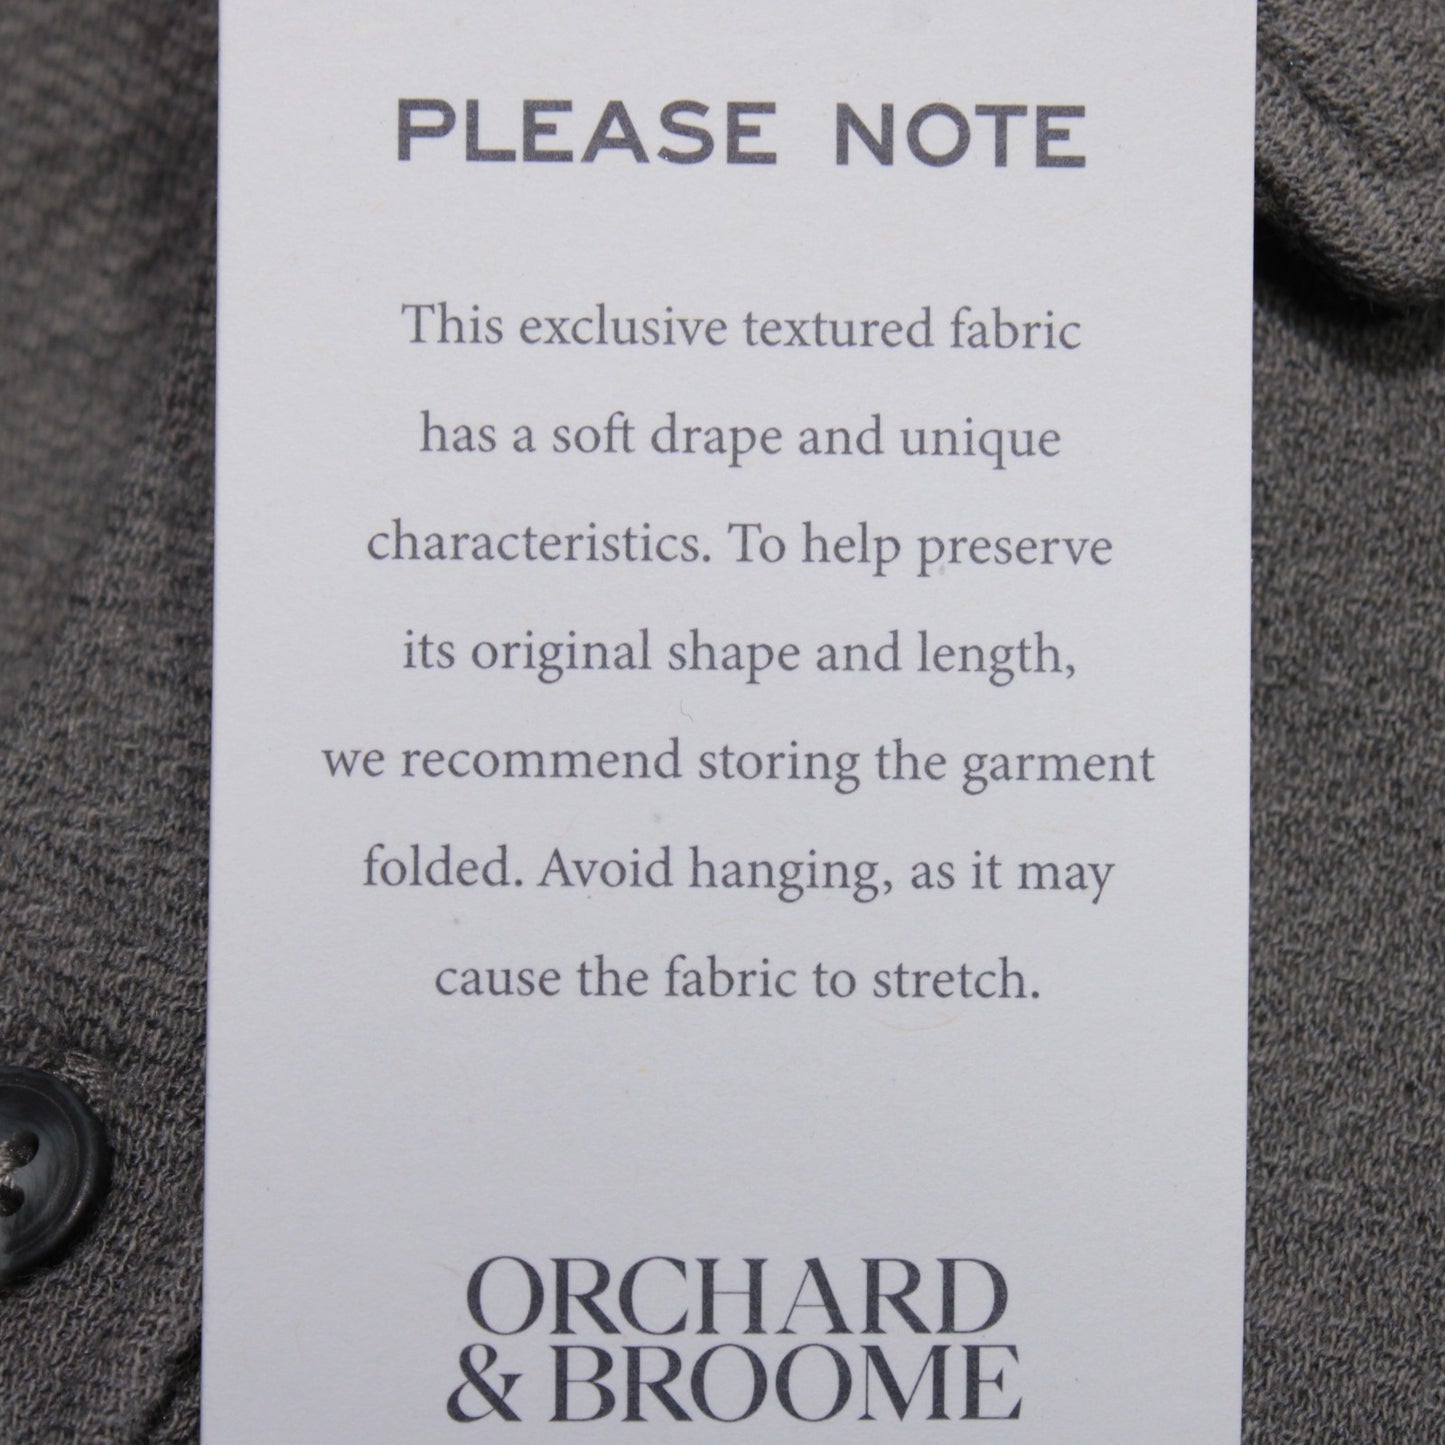 PLEASE NOTE
This exclusive textured fabric
has a soft drape and unique
characteristics. To help preserve
its original shape and length,
we recommend storing the garment
folded. Avoid hanging, as it may
cause the fabric to stretch.
ORCHARD
& BROOME